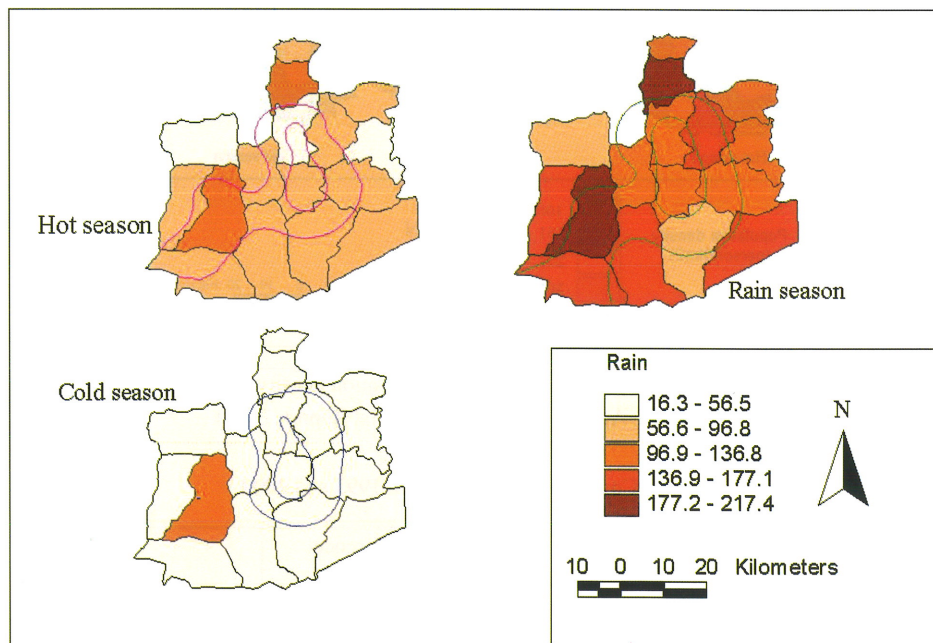 Hot season
Rain season
Cold season
Rain
16.3 - 56.5
56.6 - 96.8
96.9 - 136.8
136.9 - 177.1
177.2 - 217.4
N
10 0 10 20 Kilometers